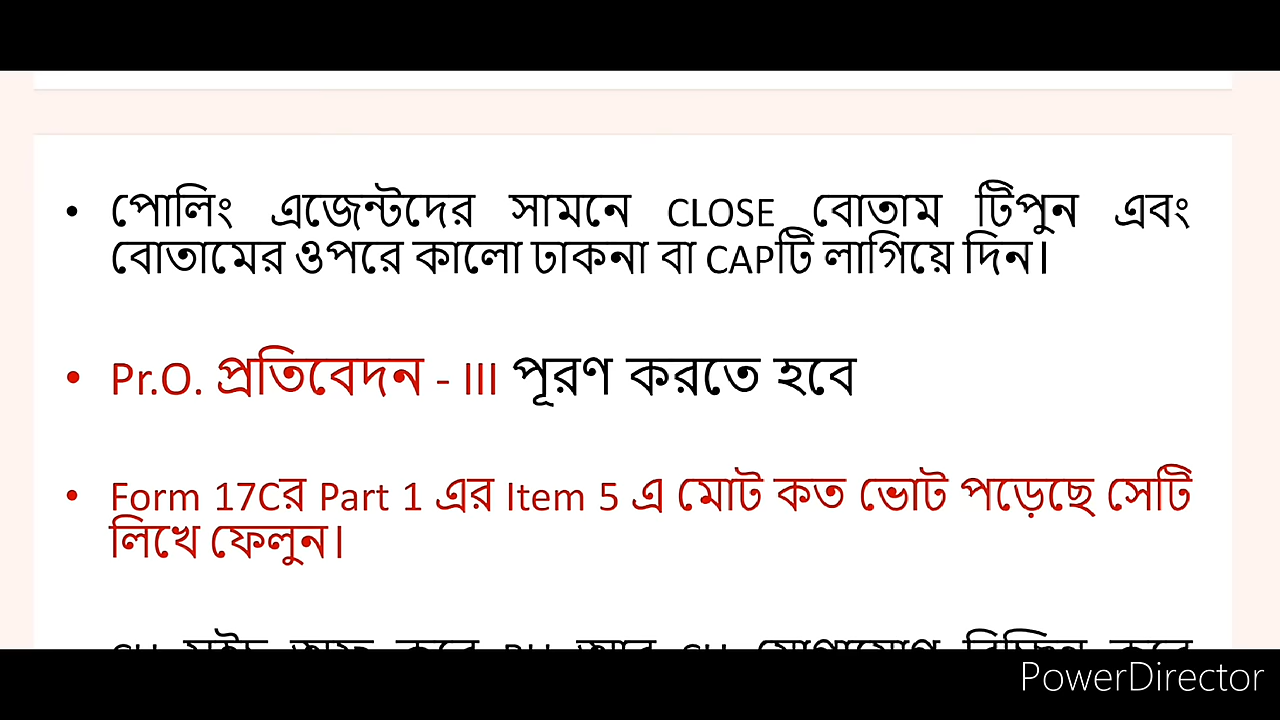 • পোলিং এজেন্টদের সামনে CLOSE বোতাম টিপুন এবং
বোতামের ওপরে কালো ঢাকনা বা CAPটি লাগিয়ে দিন।
• Pr.O. প্রতিবেদন - III পূরণ করতে হবে
• Form 17Cর Part 1 এর Item 5 এ মোট কত ভোট পড়েছে সেটি
লিখে ফেলুন।
PowerDirector